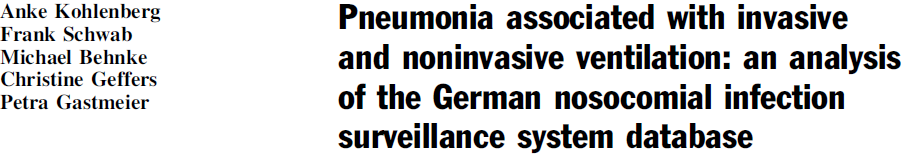 Anke Kohlenberg
Frank Schwab
Michael Behnke
Christine Geffers
Petra Gastmeier
Pneumonia associated with invasive
and noninvasive ventilation: an analysis
of the German nosocomial infection
surveillance system database